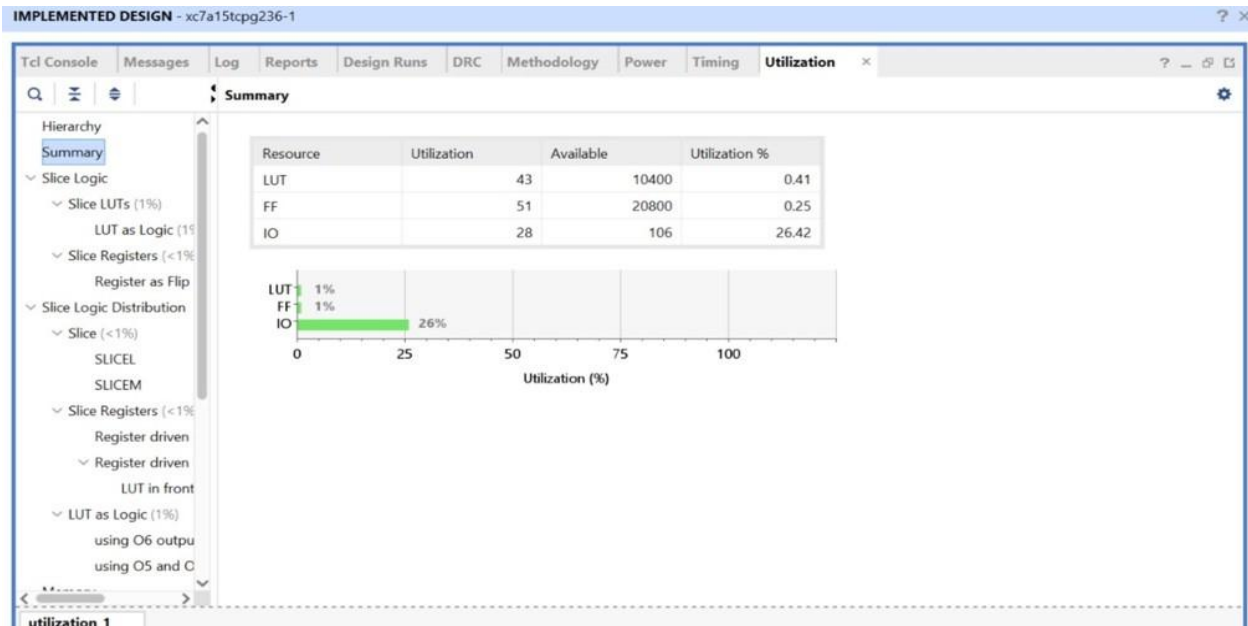 IMPLEMENTED DESIGN - xc7a15tcpg236-1 ? ×
Tcl Console Messages Log Reports Design Runs DRC Methodology Power Timing Utilization × ? _
Summary
Hierarchy
Summary
Slice Logic
Slice LUTs (1%)
LUT as Logic (1%
Slice Registers (<1%
Register as Flip
Slice Logic Distribution
Slice (<1%)
SLICEL
SLICEM
Slice Registers (<1%
Register driven
Register driven
LUT in front
LUT as Logic (1%)
using O6 outpu
using O5 and O
Resource Utilization Available Utilization %
LUT 43 10400 0.41
FF 51 20800 0.25
IO 28 106 26.42
LUT 1%
FF 1%
IO 26%
0 25 50 75 100
Utilization (%)
utilization_1